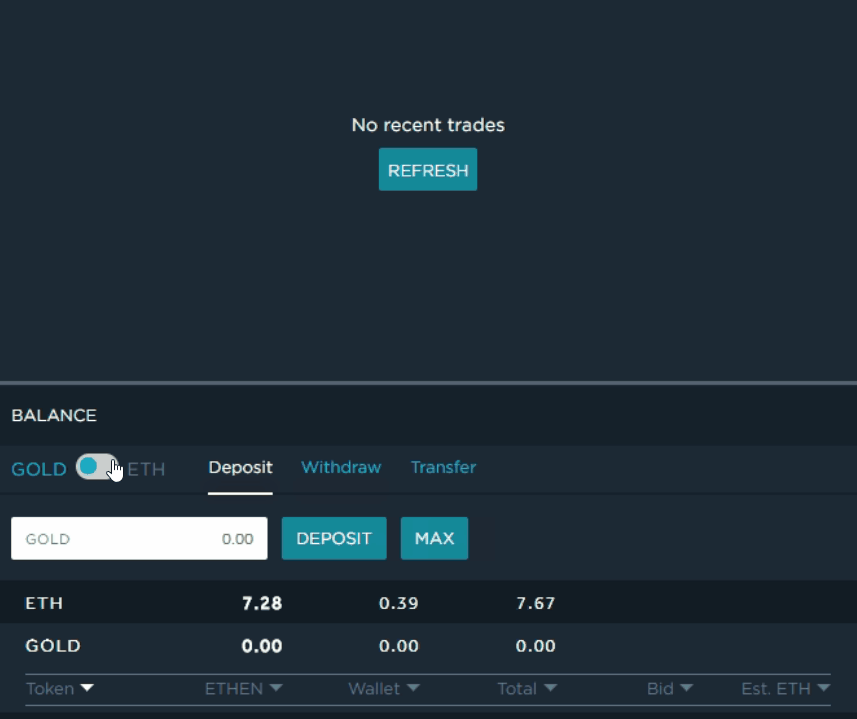 No recent trades
REFRESH
BALANCE
GOLD ETH Deposit Withdraw Transfer
GOLD 0.00 DEPOSIT MAX
ETH 7.28 0.39 7.67
GOLD 0.00 0.00 0.00
Token ETHEN Wallet Total Bid Est. ETH